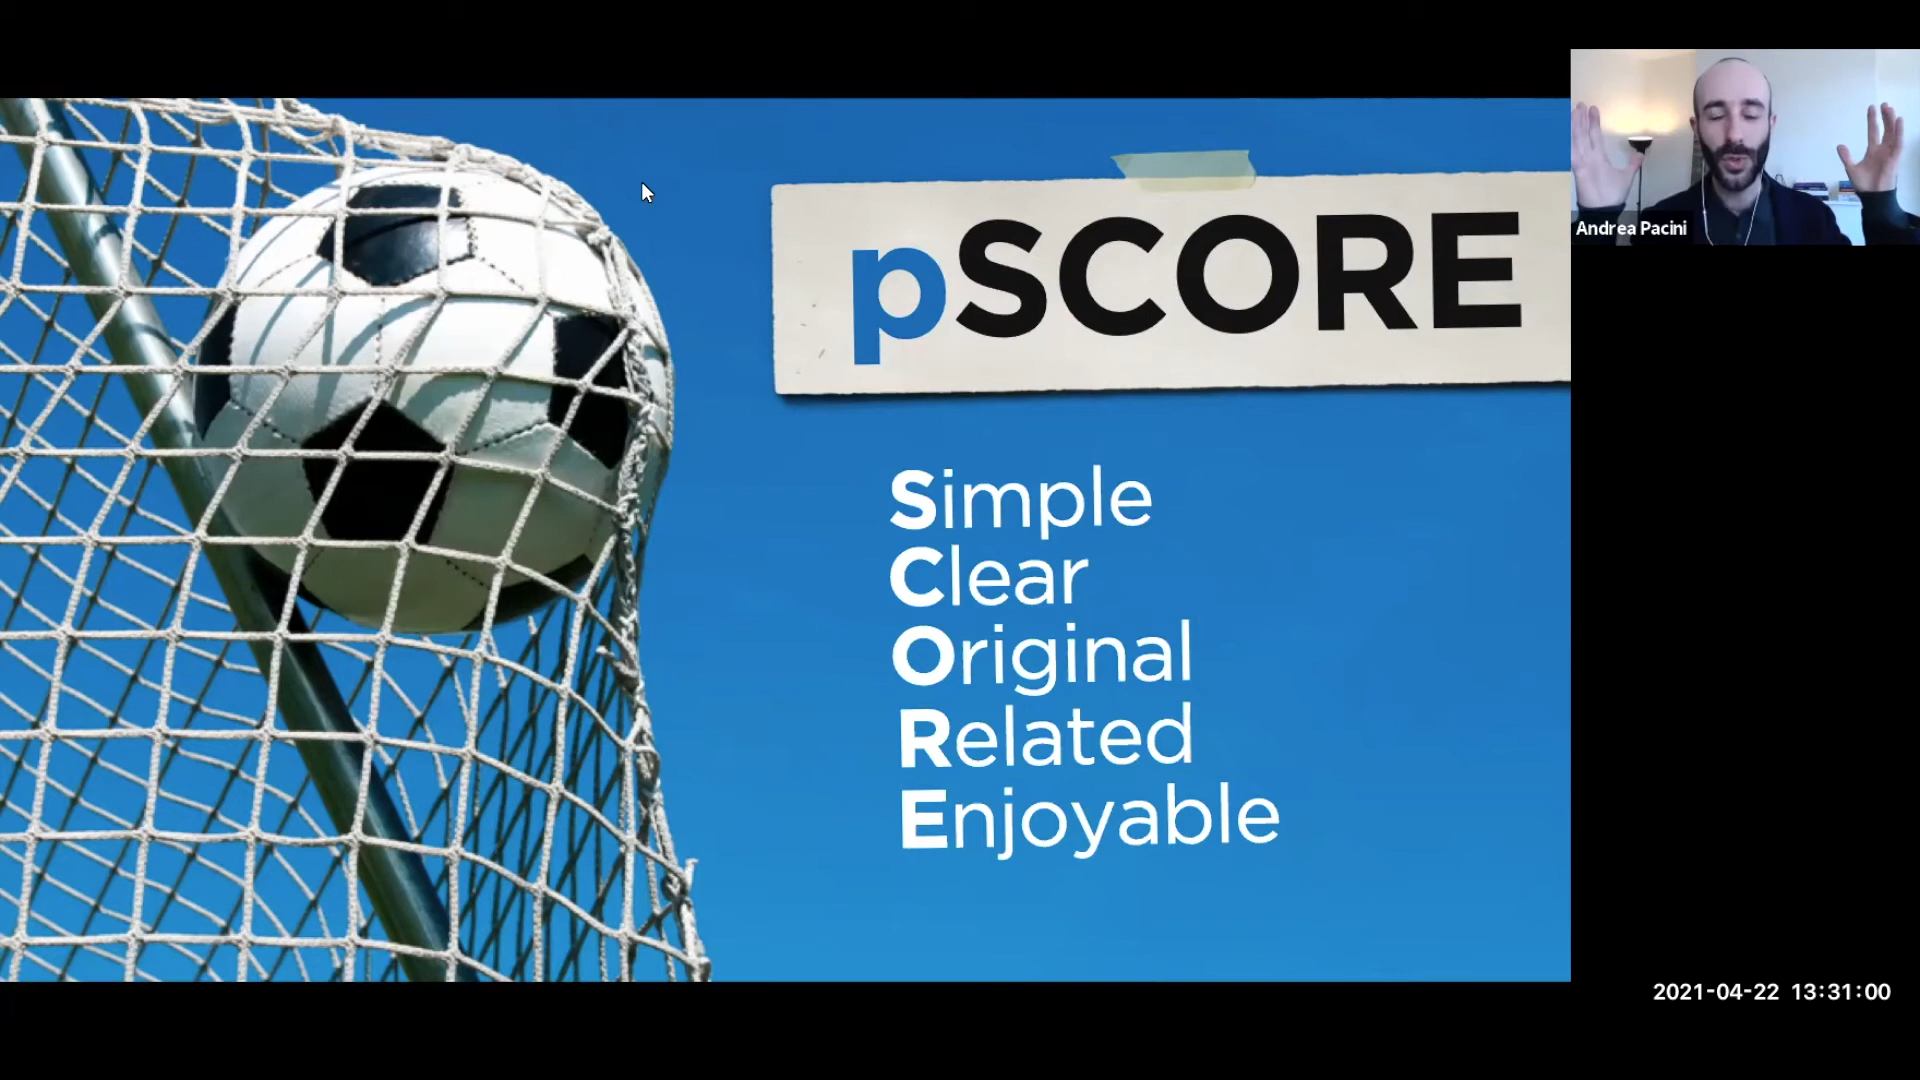 pSCORE
Simple
Clear
Original
Related
Enjoyable
Andrea Pacini
2021-04-22 13:31:00